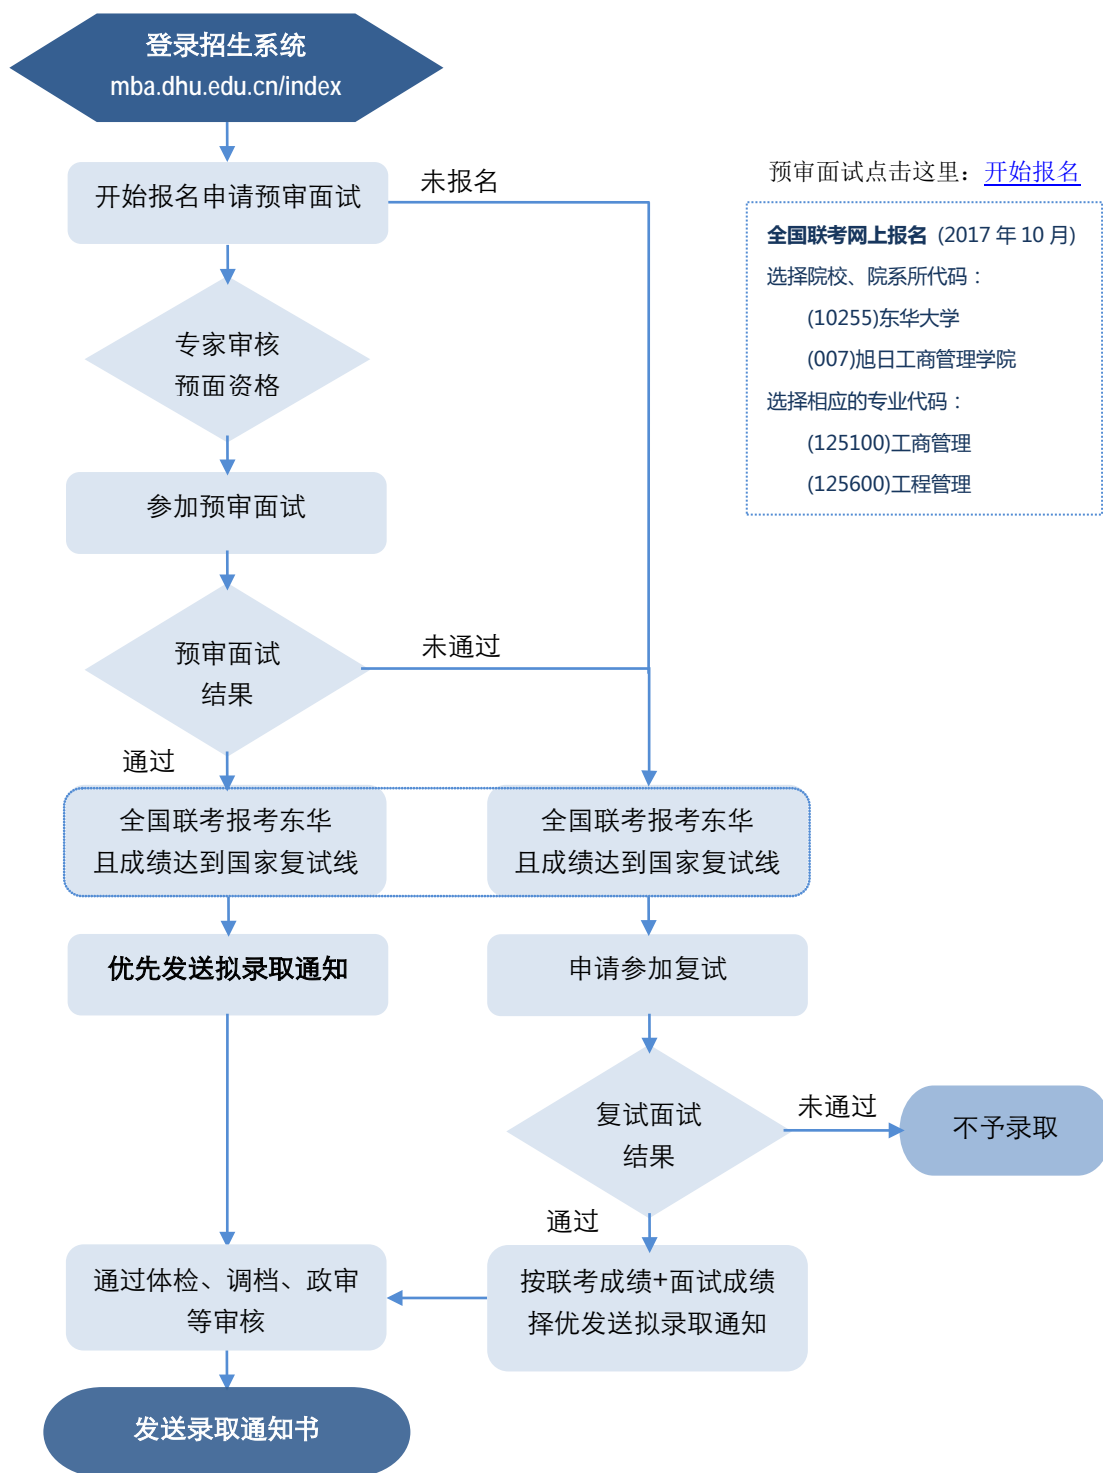 登录招生系统
mba.dhu.edu.cn/index
开始报名申请预审面试
未报名
预审面试点击这里：开始报名
全国联考网上报名 (2017 年 10 月)
选择院校、院系所代码：
(10255)东华大学
(007)旭日工商管理学院
选择相应的专业代码：
(125100)工商管理
(125600)工程管理
专家审核
预面资格
参加预审面试
预审面试
结果
未通过
通过
全国联考报考东华
且成绩达到国家复试线
全国联考报考东华
且成绩达到国家复试线
优先发送拟录取通知
申请参加复试
复试面试
结果
未通过
不予录取
通过
通过体检、调档、政审
等审核
按联考成绩+面试成绩
择优发送拟录取通知
发送录取通知书